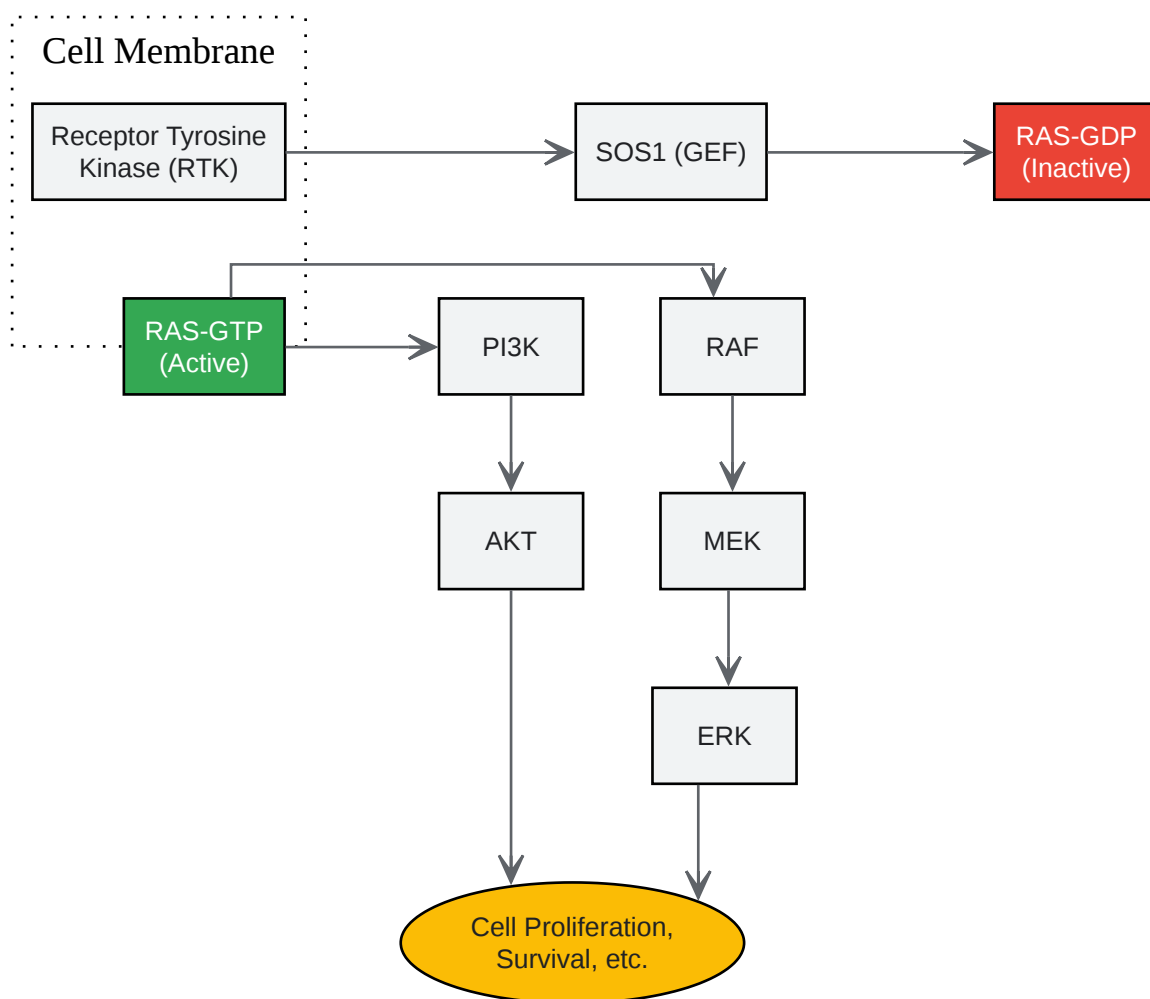 Cell Membrane
Receptor Tyrosine
Kinase (RTK)
SOS1 (GEF)
RAS-GDP
(Inactive)
RAS-GTP
(Active)
PI3K
RAF
AKT
MEK
ERK
Cell Proliferation,
Survival, etc.